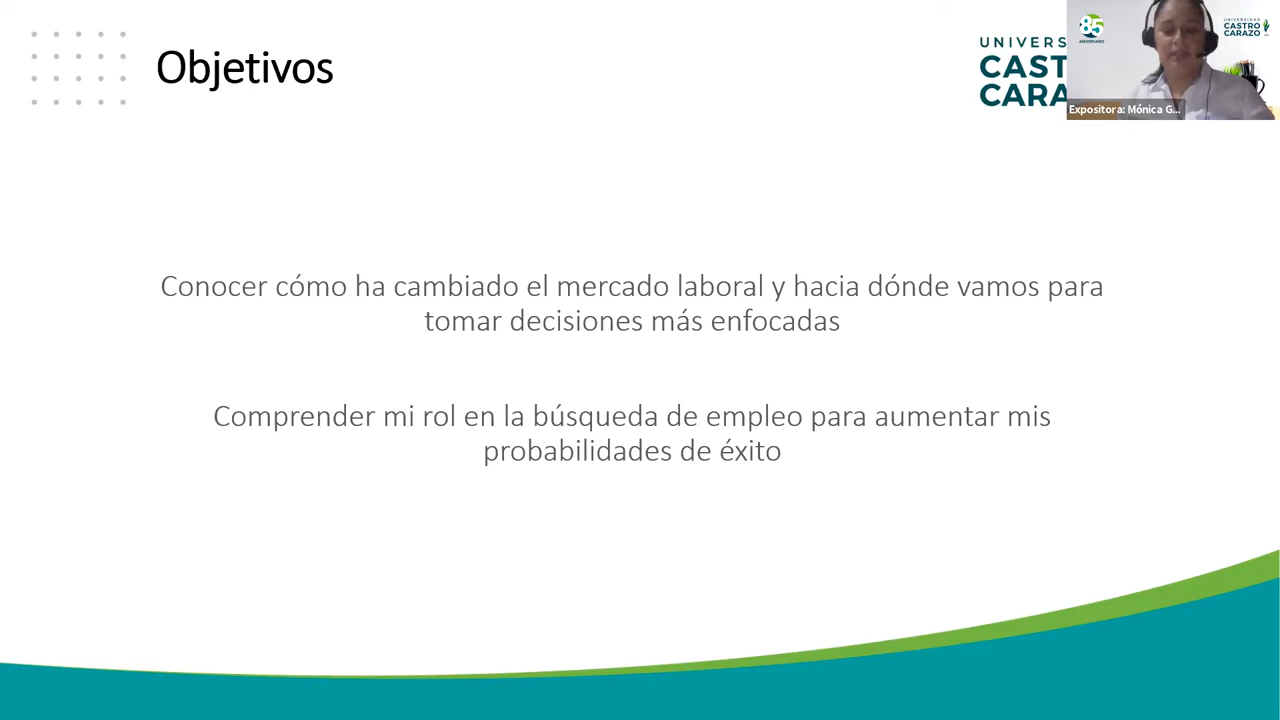 Objetivos
UNIVERS
CAST
CARA
85
ANIVERSARIO
UNIVERSIDAD
CASTRO
CARAZO
Expositora: Mónica G...
Conocer cómo ha cambiado el mercado laboral y hacia dónde vamos para
tomar decisiones más enfocadas
Comprender mi rol en la búsqueda de empleo para aumentar mis
probabilidades de éxito